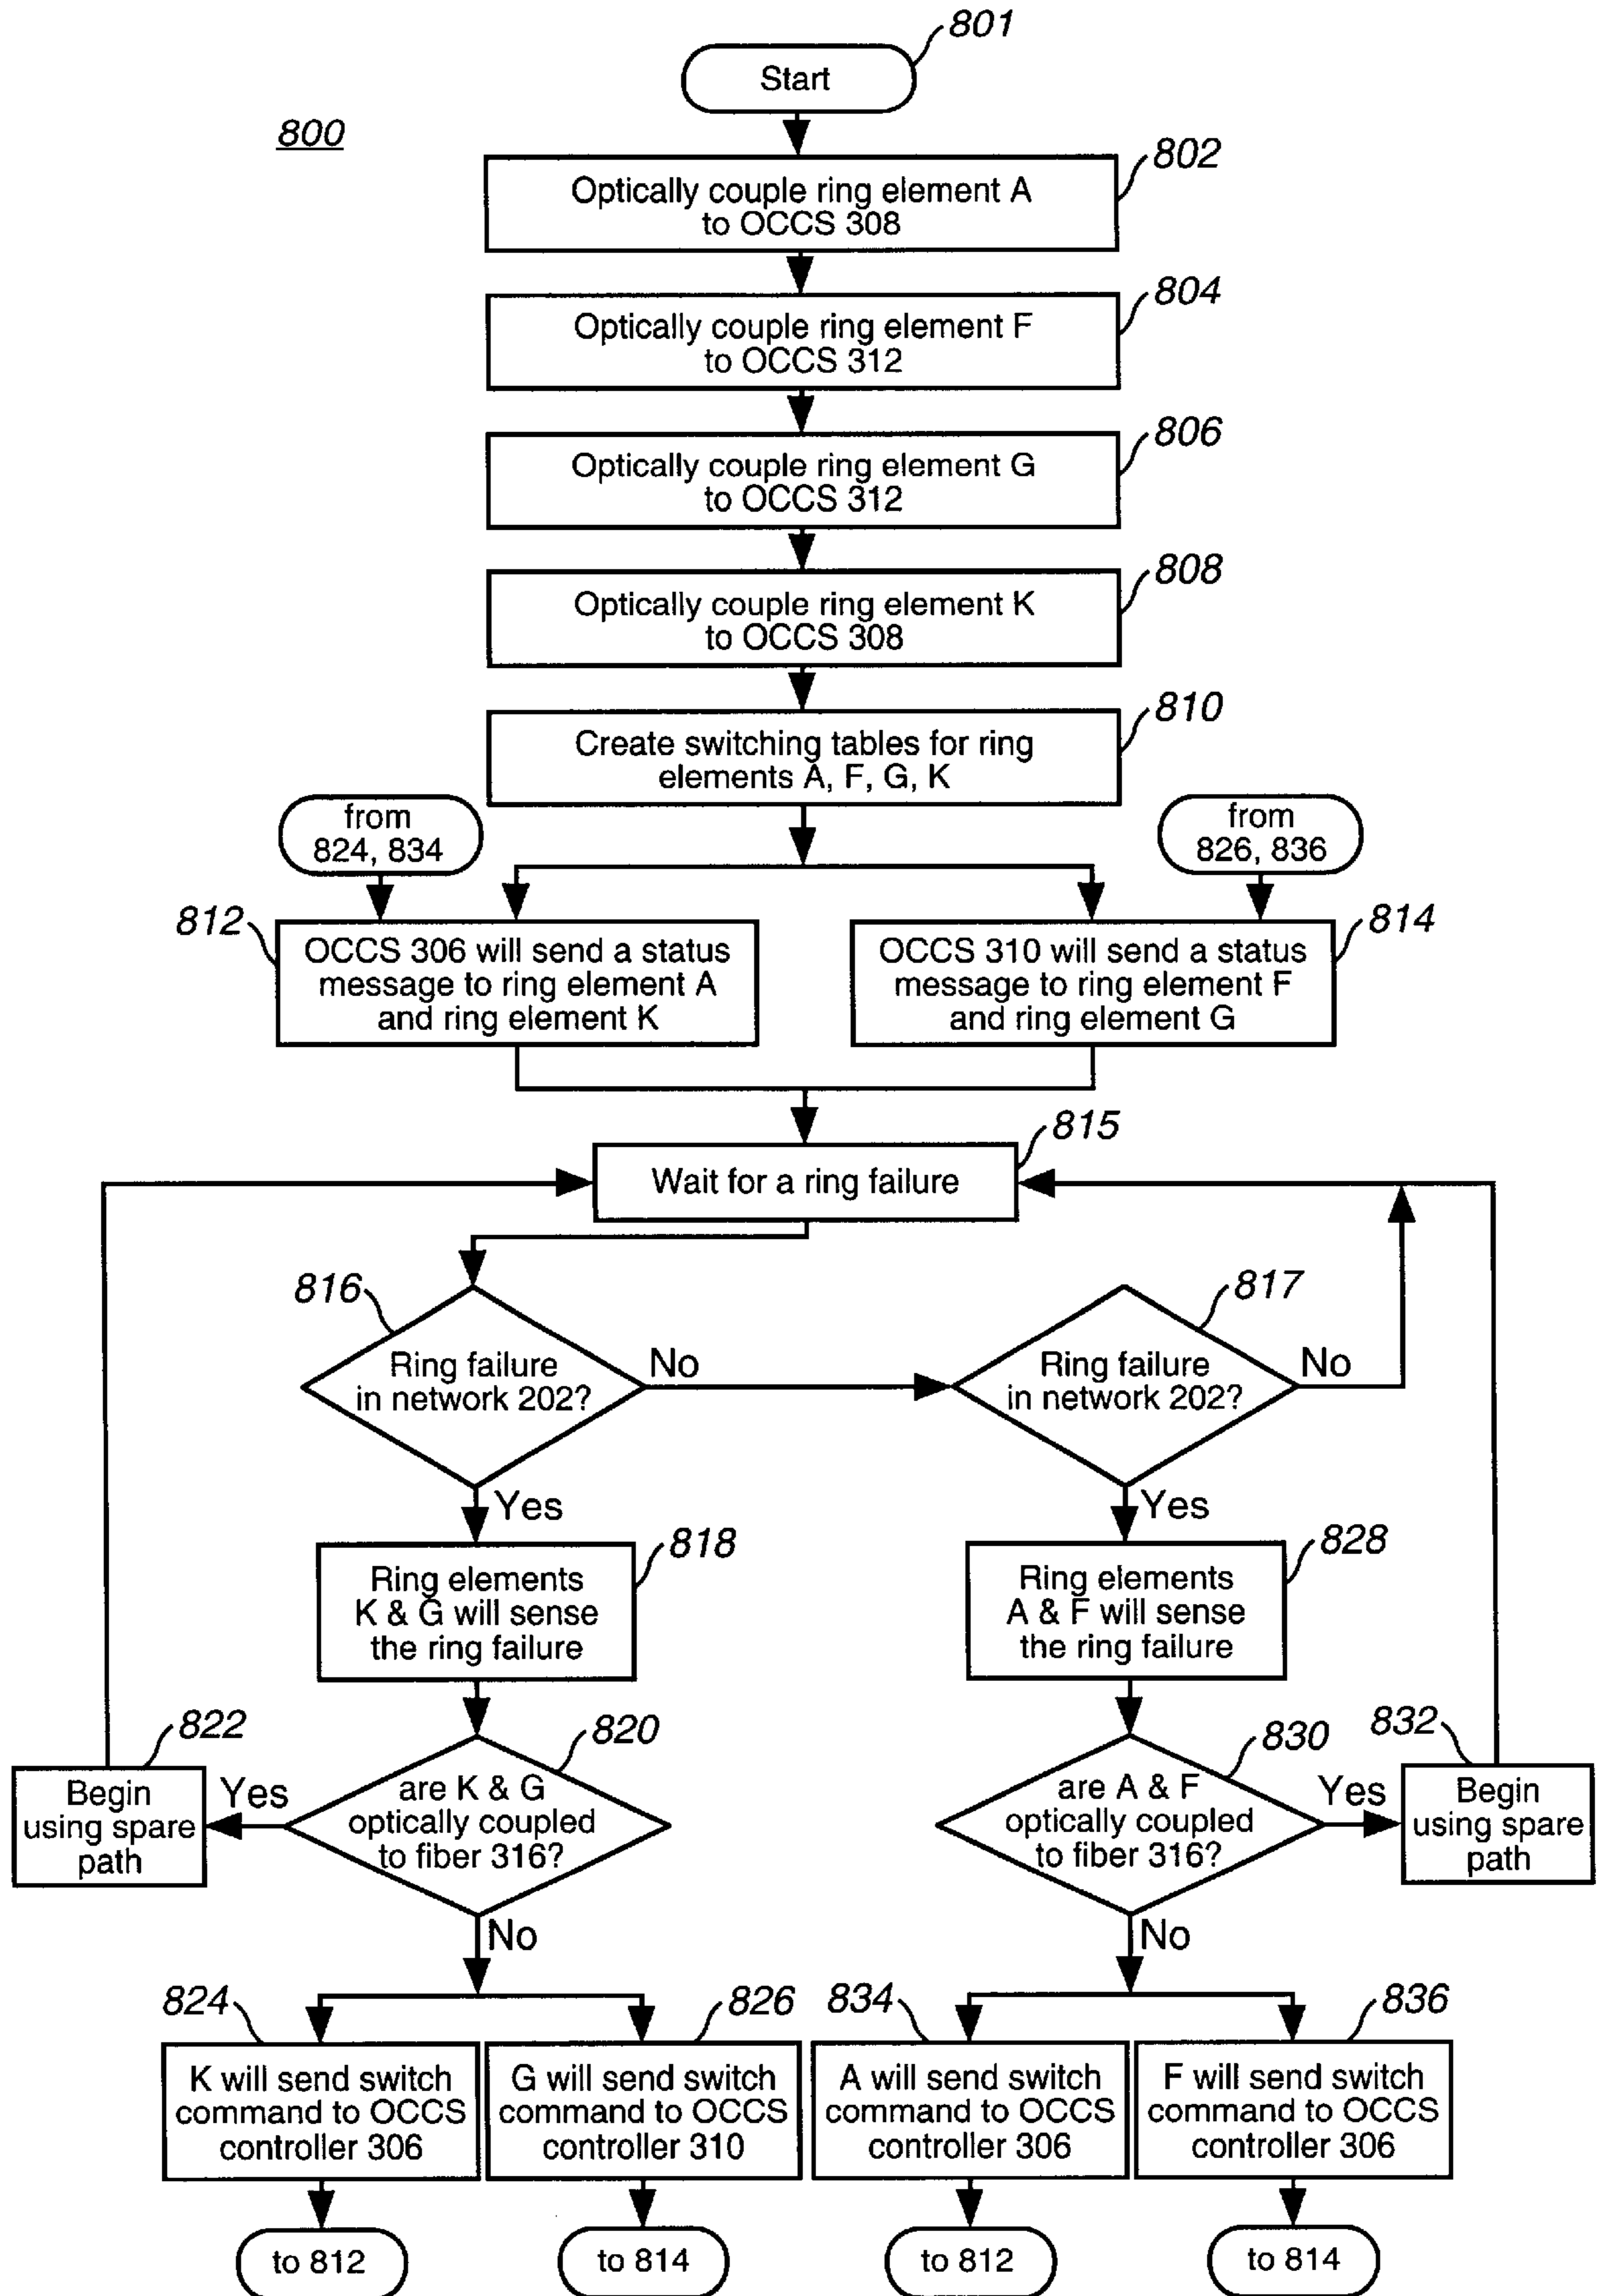 801
Start
800
802
Optically couple ring element A
to OCCS 308
804
Optically couple ring element F
to OCCS 312
806
Optically couple ring element G
to OCCS 312
808
Optically couple ring element K
to OCCS 308
810
Create switching tables for ring
elements A, F, G, K
from
824, 834
from
826, 836
812
OCCS 306 will send a status
message to ring element A
and ring element K
814
OCCS 310 will send a status
message to ring element F
and ring element G
815
Wait for a ring failure
816
Ring failure
in network 202?
No
817
Ring failure
in network 202?
No
Yes
Yes
818
Ring elements
K & G will sense
the ring failure
828
Ring elements
A & F will sense
the ring failure
822
Begin
using spare
path
Yes
820
are K & G
optically coupled
to fiber 316?
830
are A & F
optically coupled
to fiber 316?
Yes
832
Begin
using spare
path
No
No
824
K will send switch
command to OCCS
controller 306
826
G will send switch
command to OCCS
controller 310
834
A will send switch
command to OCCS
controller 306
836
F will send switch
command to OCCS
controller 306
to 812
to 814
to 812
to 814